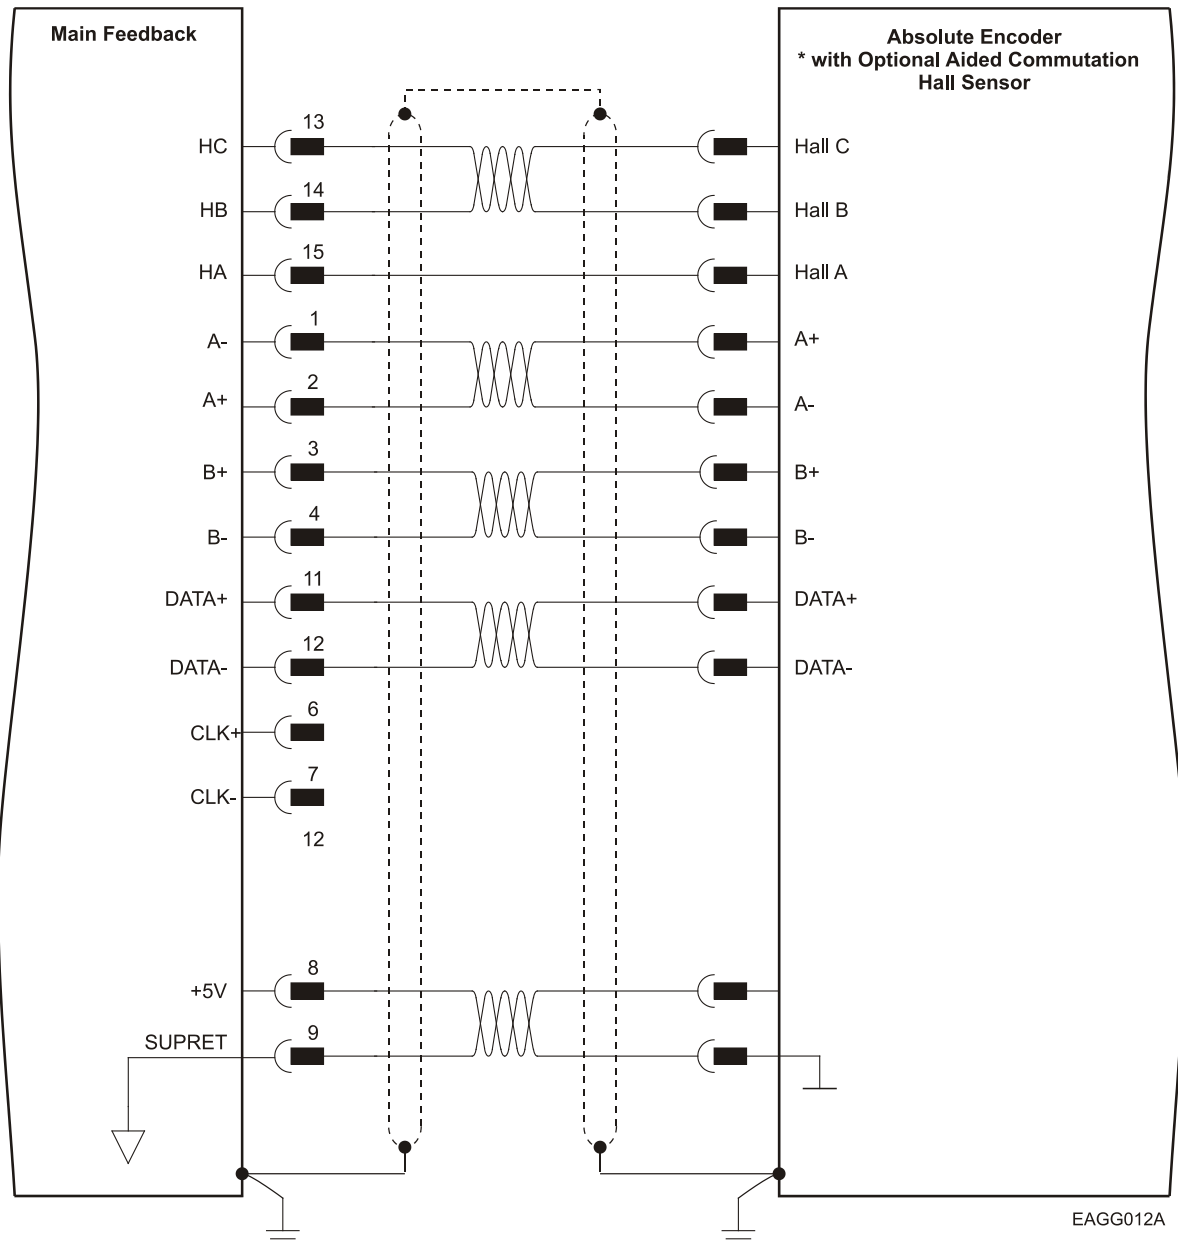 Main Feedback
Absolute Encoder
* with Optional Aided Commutation
Hall Sensor
HC 13 Hall C
HB 14 Hall B
HA 15 Hall A
A- 1 A+
A+ 2 A-
B+ 3 B+
B- 4 B-
DATA+ 11 DATA+
DATA- 12 DATA-
CLK+ 6
CLK- 7
12
+5V 8
SUPRET 9
EAGG012A